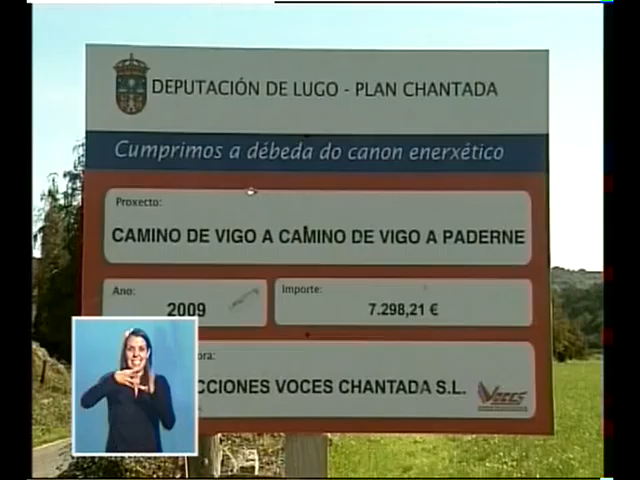 DEPUTACIÓN DE LUGO - PLAN CHANTADA
Cumprimos a débeda do canon enerxético
Proxecto:
CAMINO DE VIGO A CAMINO DE VIGO A PADERNE
Ano:
2009
Importe:
7.298,21 €
ora:
CCIONES VOCES CHANTADA S.L.
VOCES